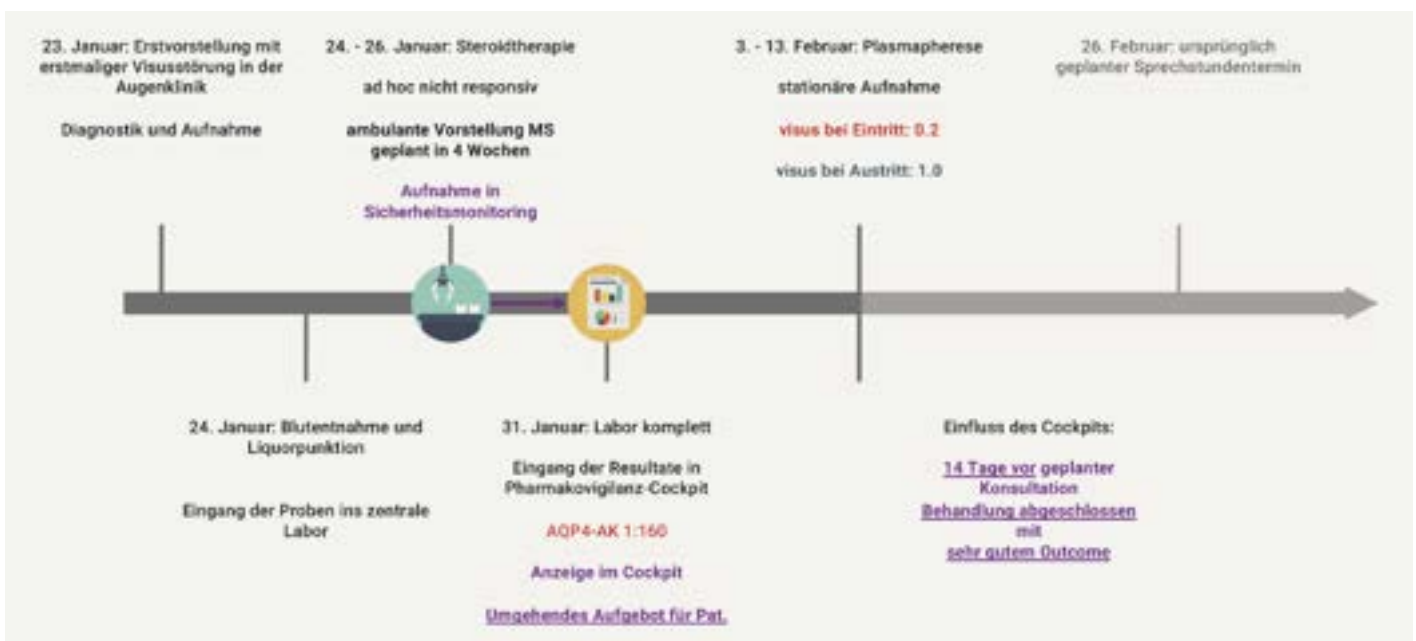 23. Januar: Erstvorstellung mit
erstmaliger Visusstörung in der
Augenklinik
Diagnostik und Aufnahme
24. - 26. Januar: Steroidtherapie
ad hoc nicht responsiv
ambulante Vorstellung MS
geplant in 4 Wochen
Aufnahme in
Sicherheitsmonitoring
3. - 13. Februar: Plasmapherese
stationäre Aufnahme
visus bei Eintritt: 0.2
visus bei Austritt: 1.0
26. Februar: ursprünglich
geplanter Sprechstundentermin
24. Januar: Blutentnahme und
Liquorpunktion
Eingang der Proben ins zentrale
Labor
31. Januar: Labor komplett
Eingang der Resultate in
Pharmakovigilanz-Cockpit
AQP4-AK 1:160
Anzeige im Cockpit
Umgehendes Aufgebot für Pat.
Einfluss des Cockpits:
14 Tage vor geplanter
Konsultation
Behandlung abgeschlossen
mit
sehr gutem Outcome